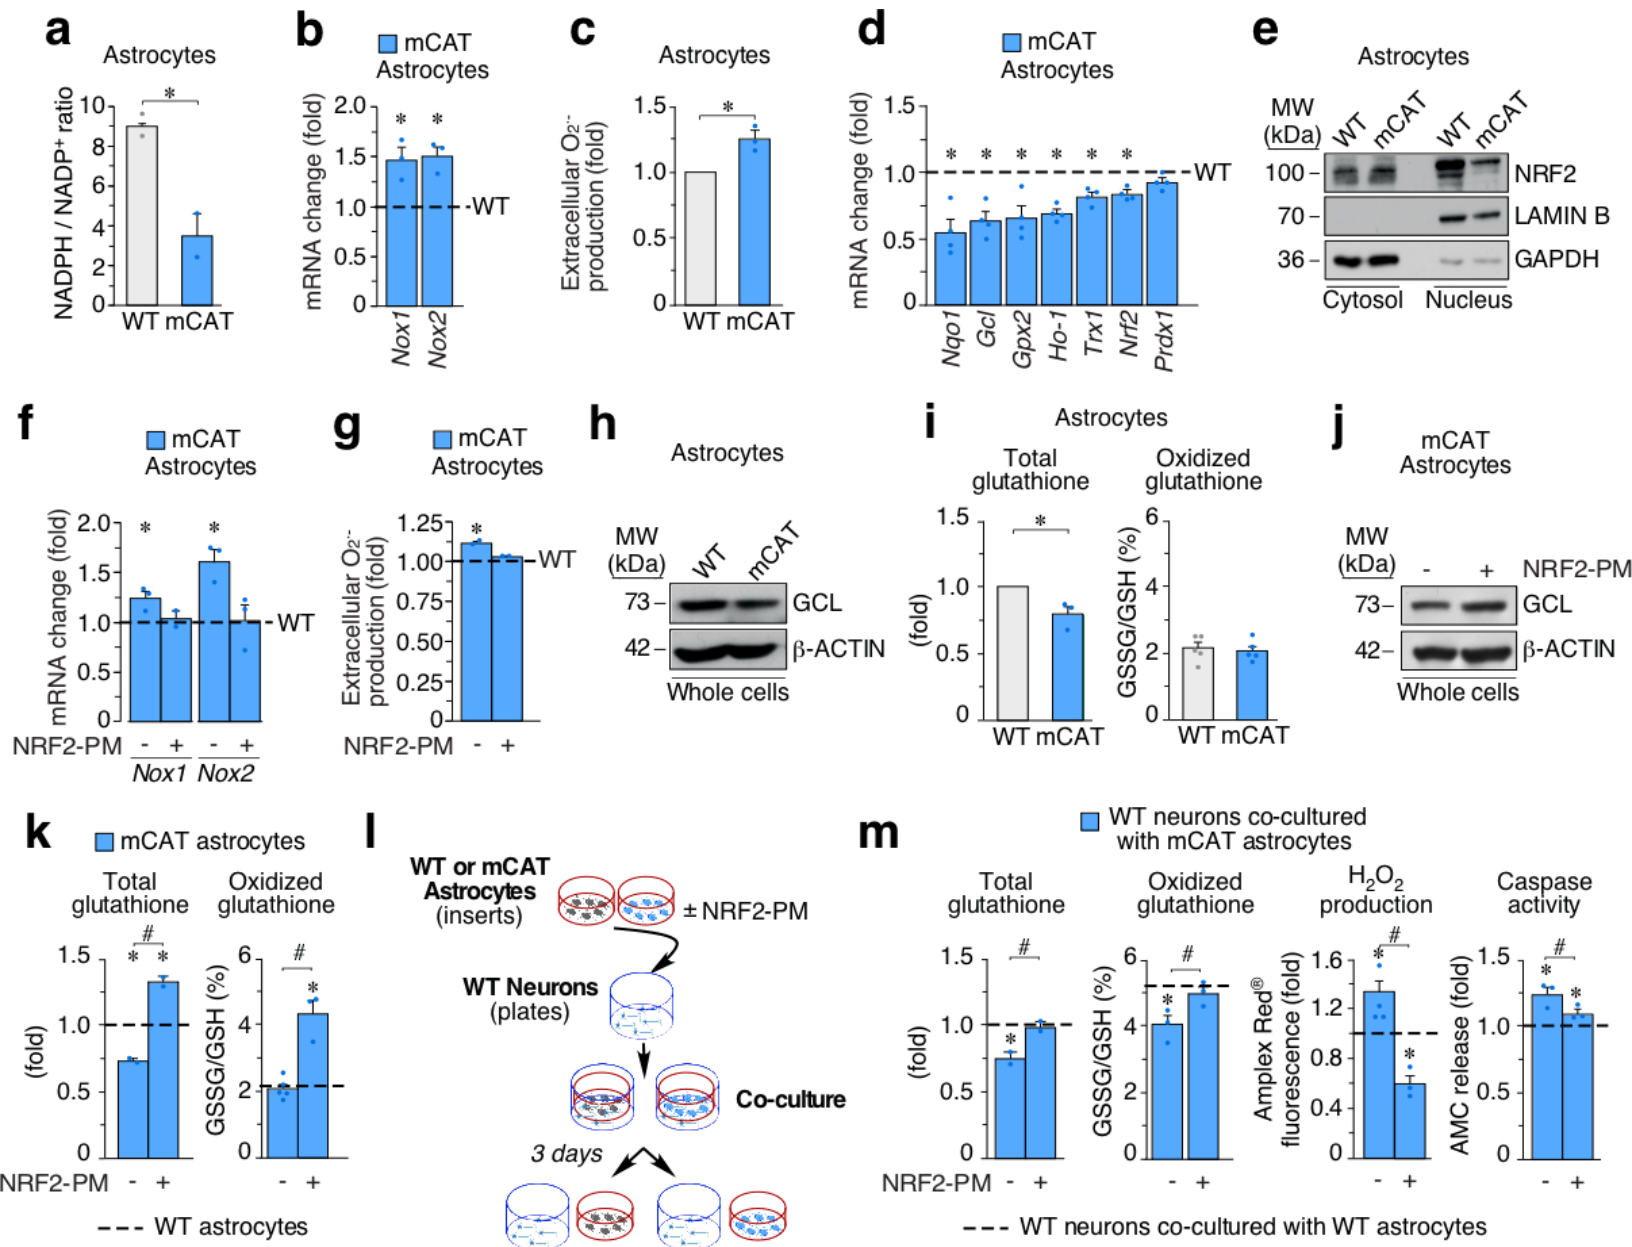 a
Astrocytes
NADPH / NADP⁺ ratio
10
8
6
4
2
0
*
WT mCAT
b
mCAT
Astrocytes
mRNA change (fold)
2.0
1.5
1.0
0.5
0
* *
WT
Nox1
Nox2
c
Astrocytes
Extracellular O₂·-
production (fold)
1.5
1.0
0.5
0
*
WT mCAT
d
mCAT
Astrocytes
mRNA change (fold)
1.5
1.0
0.5
0
* * * * * *
WT
Nqo1
Gcl
Gpx2
Ho-1
Trx1
Nrf2
Prdx1
e
Astrocytes
MW
(kDa)
WT
mCAT
WT
mCAT
100 – NRF2
70 – LAMIN B
36 – GAPDH
Cytosol Nucleus
f
mCAT
Astrocytes
mRNA change (fold)
2.0
1.5
1.0
0.5
0
* *
WT
NRF2-PM - + - +
Nox1 Nox2
g
mCAT
Astrocytes
Extracellular O₂·-
production (fold)
1.25
1.00
0.75
0.50
0.25
0
*
WT
NRF2-PM - +
h
Astrocytes
MW
(kDa)
WT
mCAT
73 – GCL
42 – β-ACTIN
Whole cells
i
Astrocytes
Total
glutathione
(fold)
1.5
1.0
0.5
0
*
WT mCAT
Oxidized
glutathione
GSSG/GSH (%)
6
4
2
0
WT mCAT
j
mCAT
Astrocytes
MW
(kDa)
- + NRF2-PM
73– GCL
42– β-ACTIN
Whole cells
k
mCAT astrocytes
Total
glutathione
(fold)
1.5
1.0
0.5
0
#
* *
Oxidized
glutathione
GSSG/GSH (%)
6
4
2
0
#
*
NRF2-PM - + - +
WT astrocytes
l
WT or mCAT
Astrocytes
(inserts)
± NRF2-PM
WT Neurons
(plates)
Co-culture
3 days
m
WT neurons co-cultured
with mCAT astrocytes
Total
glutathione
(fold)
1.5
1.0
0.5
0
#
*
Oxidized
glutathione
GSSG/GSH (%)
6
4
2
0
#
*
H₂O₂
production
Amplex Red®
fluorescence (fold)
1.6
1.2
0.8
0.4
0
#
*
*
Caspase
activity
AMC release (fold)
1.5
1.0
0.5
0
#
*
*
NRF2-PM - + - + - + - +
WT neurons co-cultured with WT astrocytes